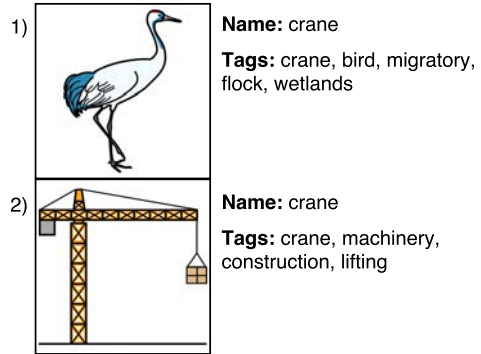 1)
Name: crane
Tags: crane, bird, migratory,
flock, wetlands
2)
Name: crane
Tags: crane, machinery,
construction, lifting